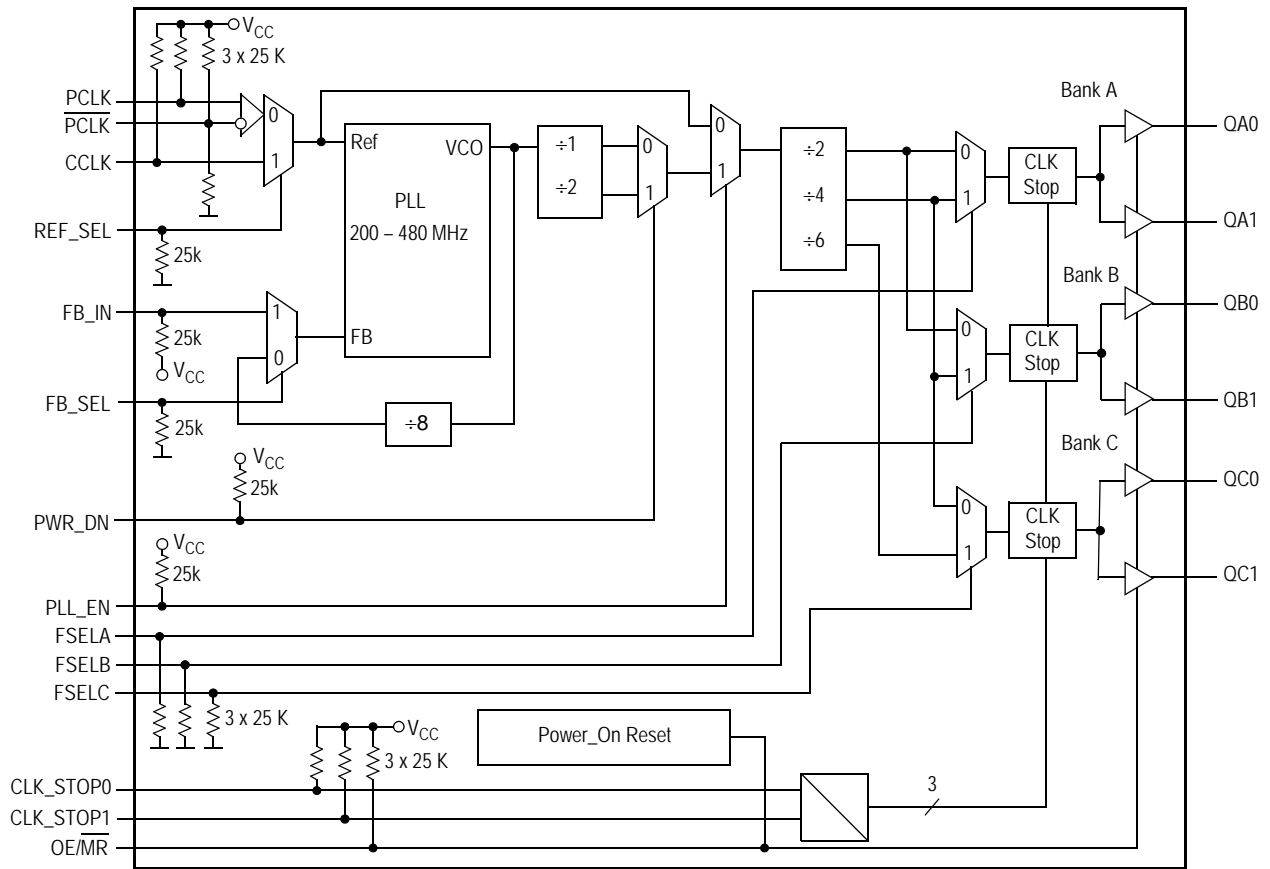 VCC
3 x 25 K
PCLK
PCLK
CCLK
0
1
REF_SEL
25k
FB_IN
25k
VCC
1
0
FB_SEL
25k
Ref
VCO
PLL
200 – 480 MHz
FB
÷8
÷1
÷2
0
1
0
1
÷2
÷4
÷6
0
1
CLK
Stop
Bank A
QA0
QA1
0
1
CLK
Stop
Bank B
QB0
QB1
0
1
CLK
Stop
Bank C
QC0
QC1
VCC
25k
PWR_DN
VCC
25k
PLL_EN
FSELA
FSELB
FSELC
3 x 25 K
VCC
3 x 25 K
Power_On Reset
CLK_STOP0
CLK_STOP1
OE/MR
3